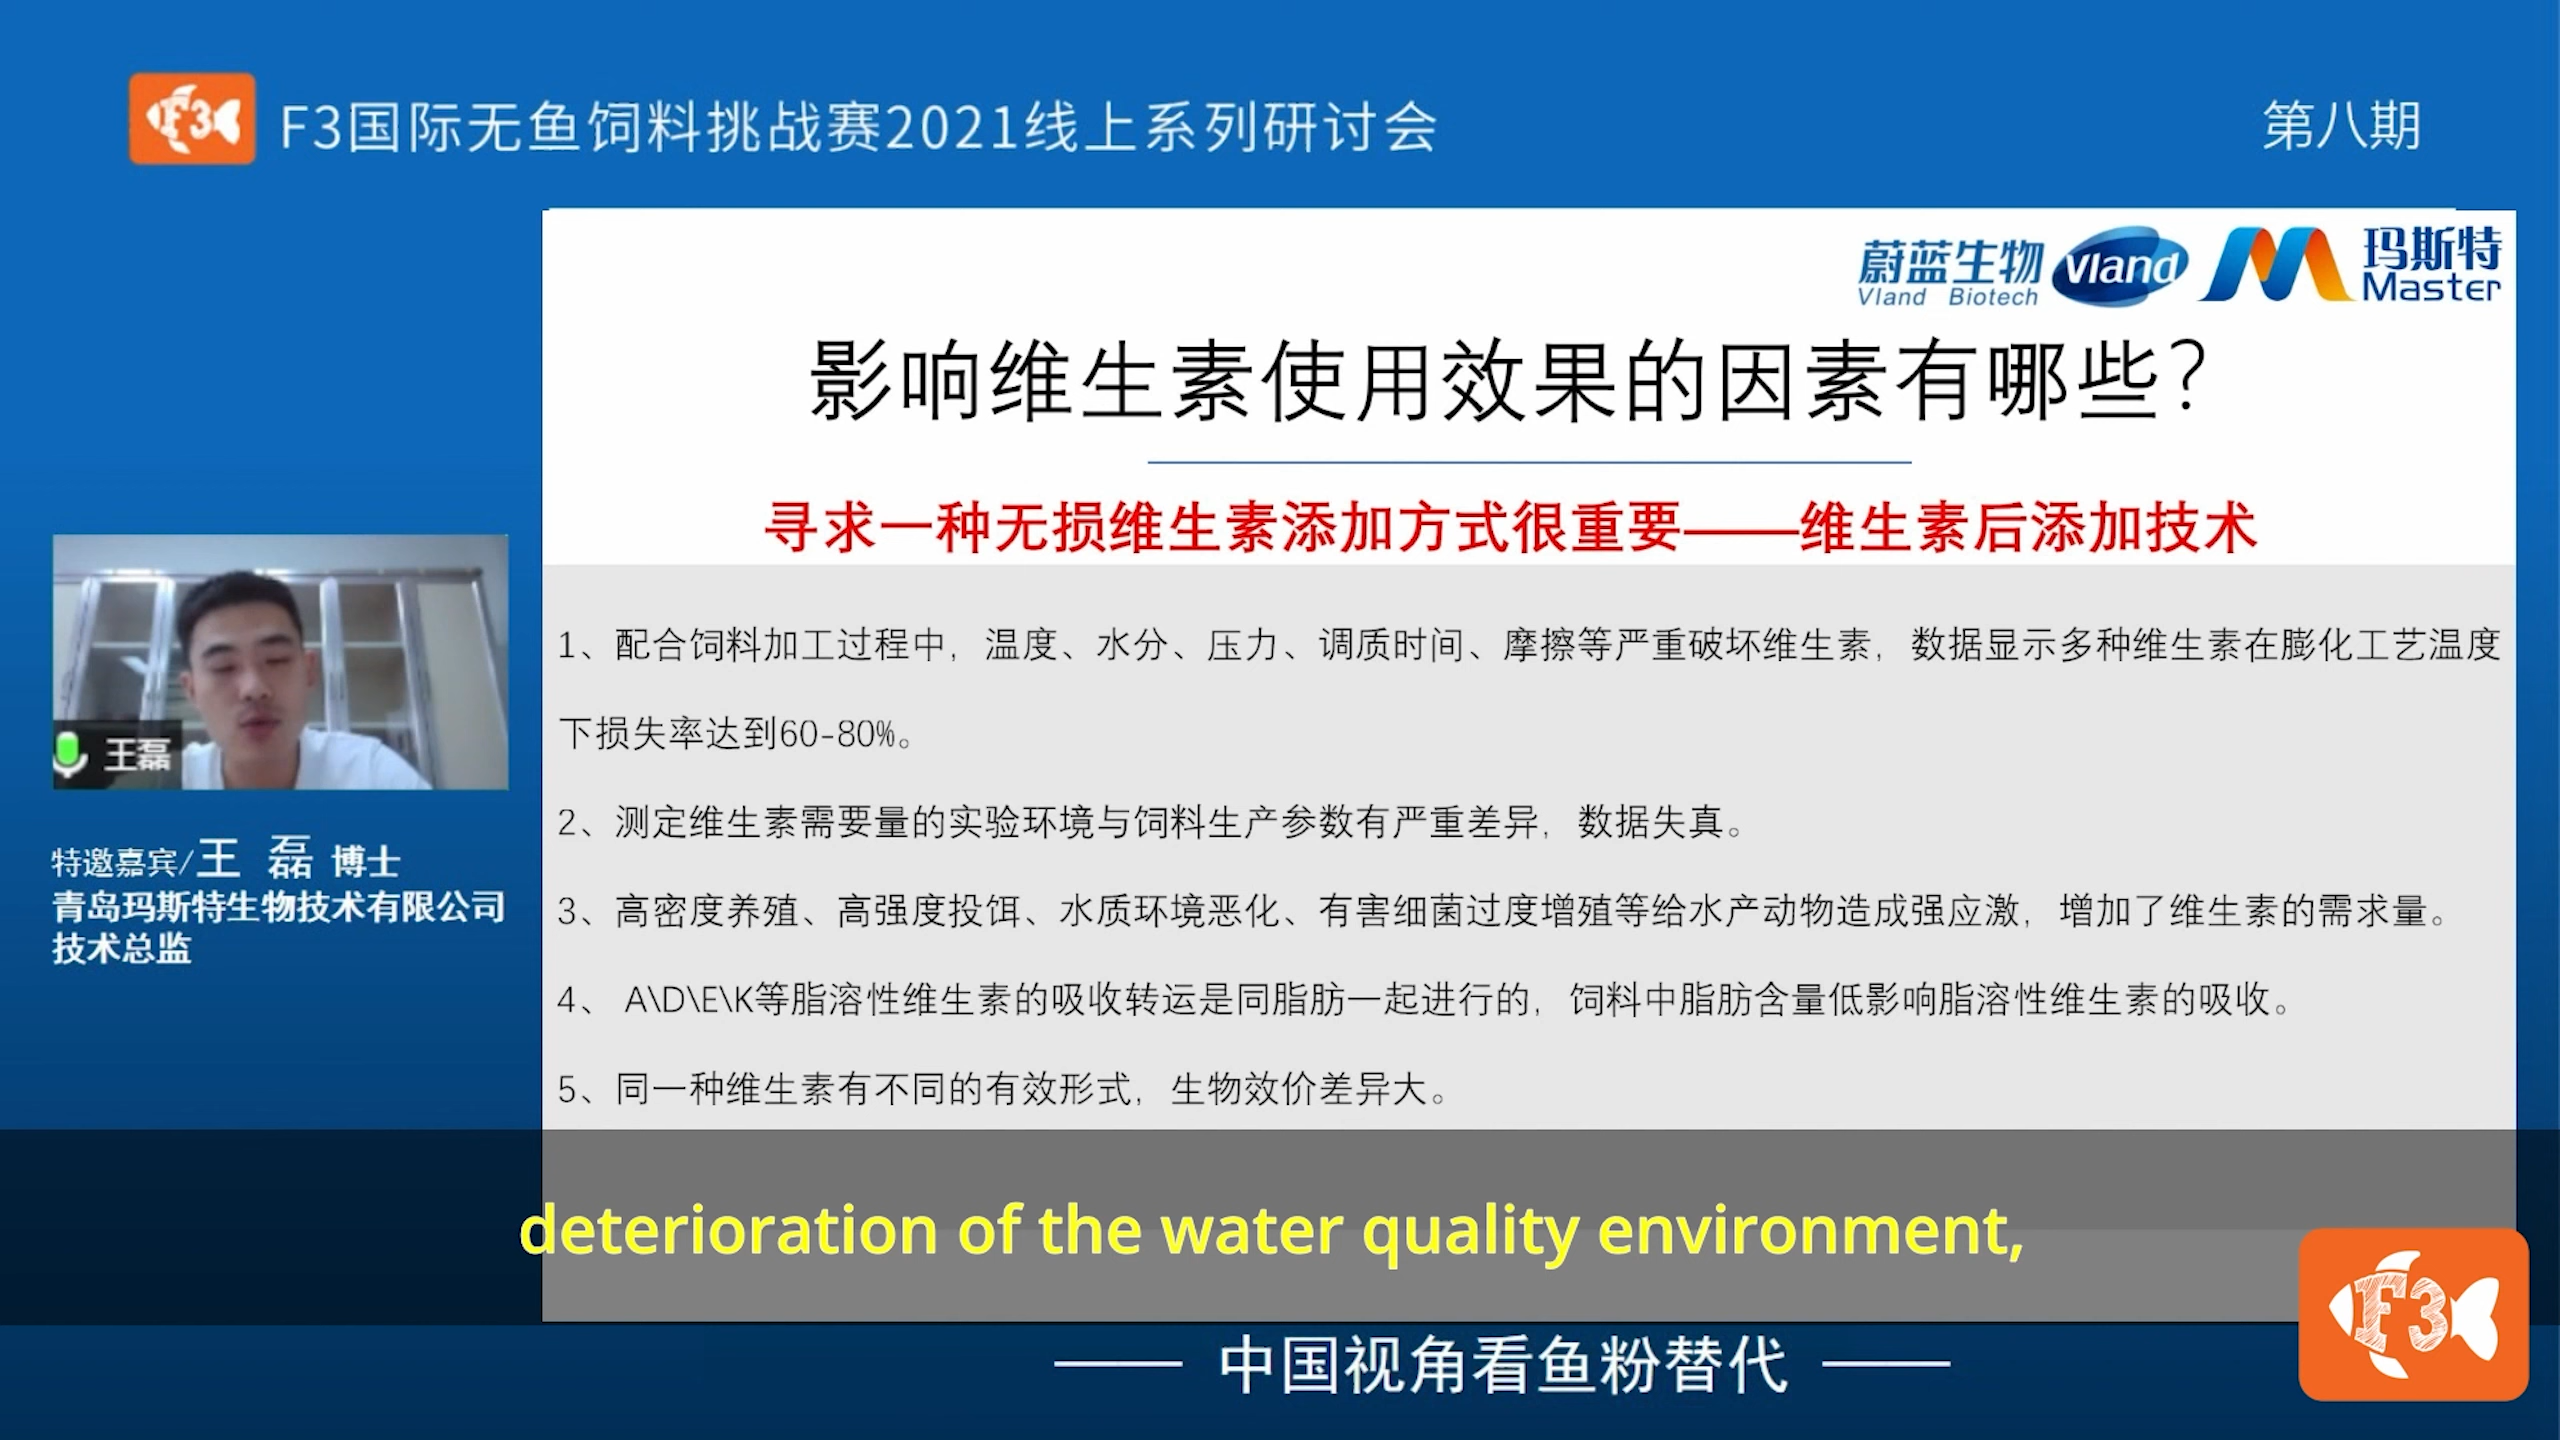 F3
F3国际无鱼饲料挑战赛2021线上系列研讨会
第八期
蔚蓝生物
Vland Biotech
Vland
玛斯特
Master
影响维生素使用效果的因素有哪些？
寻求一种无损维生素添加方式很重要——维生素后添加技术
1、配合饲料加工过程中，温度、水分、压力、调质时间、摩擦等严重破坏维生素，数据显示多种维生素在膨化工艺温度
下损失率达到60-80%。
2、测定维生素需要量的实验环境与饲料生产参数有严重差异，数据失真。
3、高密度养殖、高强度投饵、水质环境恶化、有害细菌过度增殖等给水产动物造成强应激，增加了维生素的需求量。
4、 A\D\E\K等脂溶性维生素的吸收转运是同脂肪一起进行的，饲料中脂肪含量低影响脂溶性维生素的吸收。
5、同一种维生素有不同的有效形式，生物效价差异大。
王磊
特邀嘉宾/王 磊 博士
青岛玛斯特生物技术有限公司
技术总监
deterioration of the water quality environment,
F3
中国视角看鱼粉替代